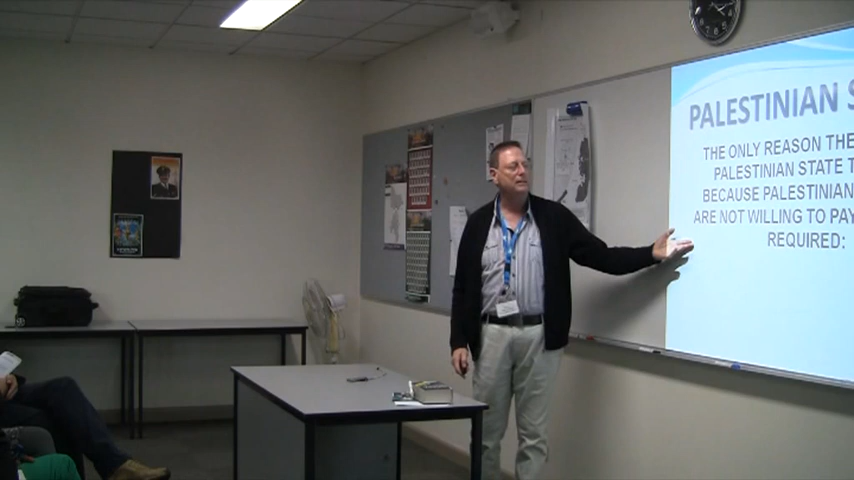 PALESTINIAN S
THE ONLY REASON THE
PALESTINIAN STATE T
BECAUSE PALESTINIAN
ARE NOT WILLING TO PAY
REQUIRED: